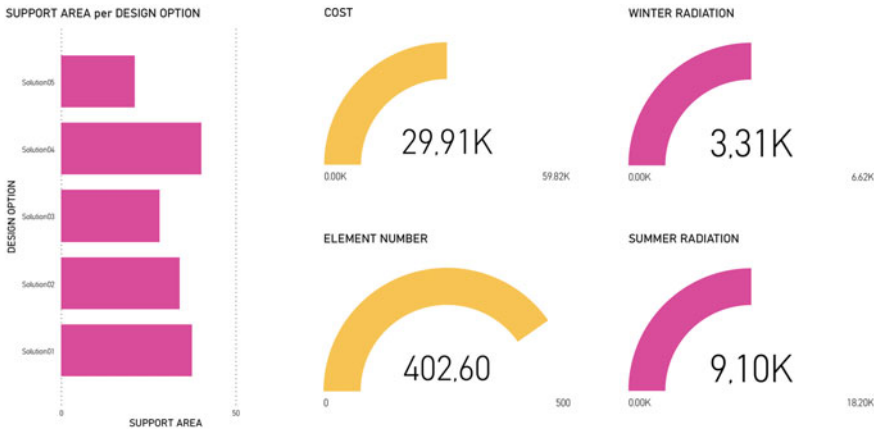 SUPPORT AREA per DESIGN OPTION
DESIGN OPTION
Solution05
Solution04
Solution03
Solution02
Solution01
0
50
SUPPORT AREA
COST
29,91K
0.00K
59.82K
WINTER RADIATION
3,31K
0.00K
6.62K
ELEMENT NUMBER
402,60
0
500
SUMMER RADIATION
9,10K
0.00K
18.20K